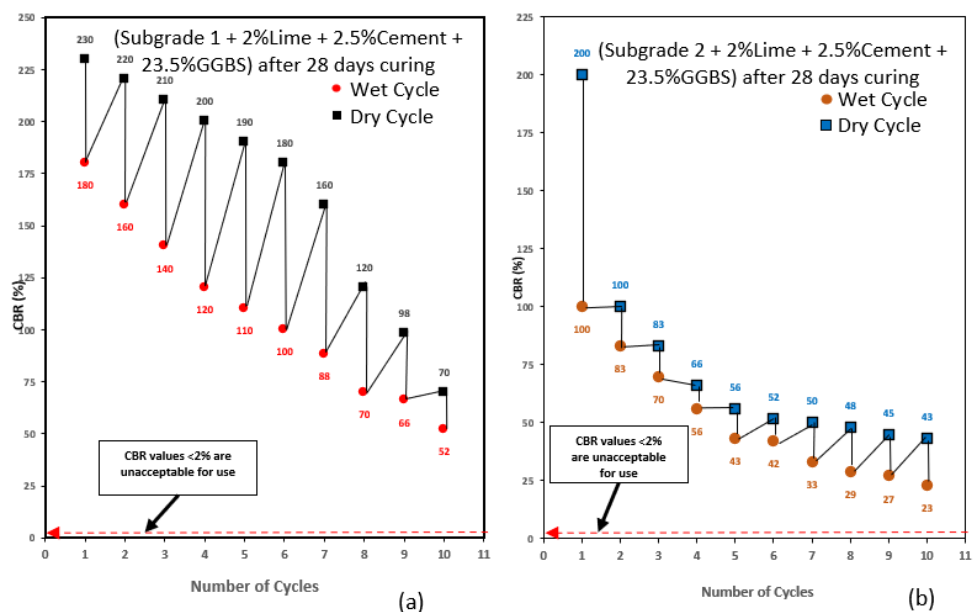 (Subgrade 1 + 2%Lime + 2.5%Cement +
23.5%GGBS) after 28 days curing
Wet Cycle
Dry Cycle
250
225
200
175
150
125
100
75
50
25
0
CBR (%)
230
220
210
200
190
180
160
120
98
70
180
160
140
120
110
100
88
70
66
52
CBR values <2% are
unacceptable for use
0 1 2 3 4 5 6 7 8 9 10 11
Number of Cycles
(a)
(Subgrade 2 + 2%Lime + 2.5%Cement +
23.5%GGBS) after 28 days curing
Wet Cycle
Dry Cycle
225
200
175
150
125
100
75
50
25
0
CBR (%)
200
100
83
66
56
52
50
48
45
43
100
83
70
56
43
42
33
29
27
23
CBR values <2%
are unacceptable
for use
0 1 2 3 4 5 6 7 8 9 10 11
Number of Cycles
(b)